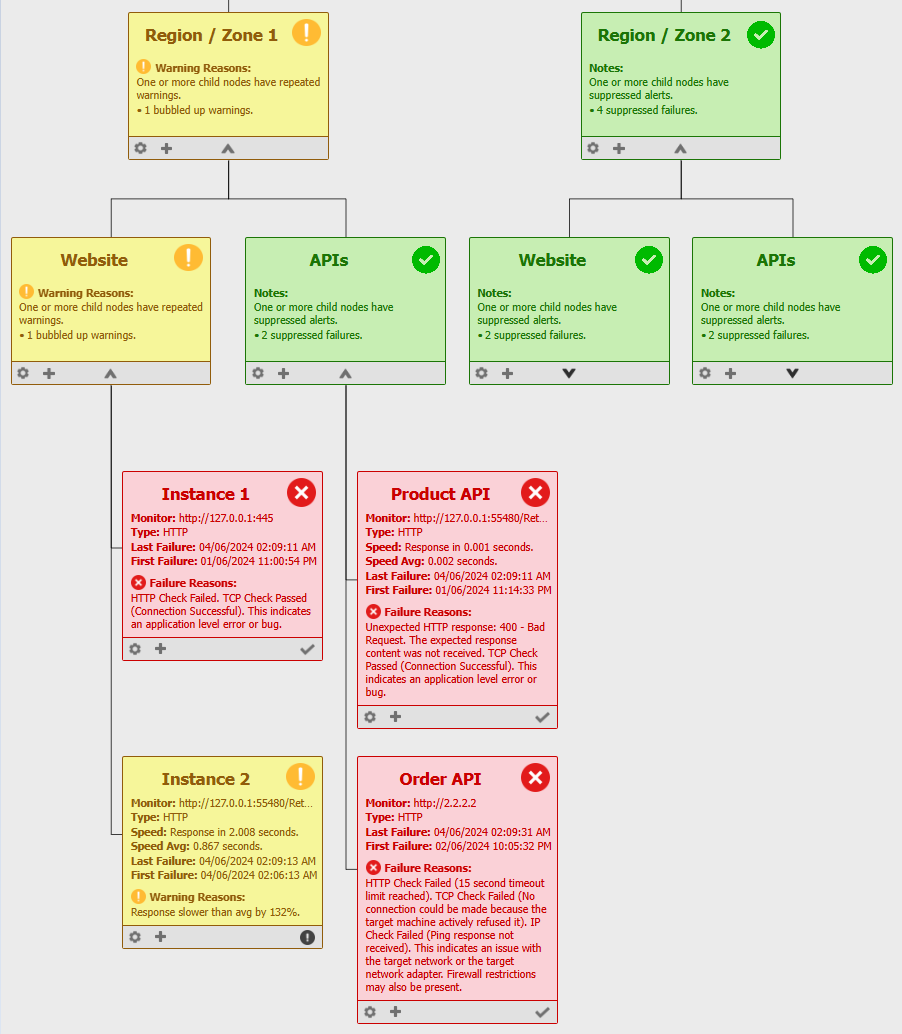 Region / Zone 1
Warning Reasons:
One or more child nodes have repeated
warnings.
• 1 bubbled up warnings.
Region / Zone 2
Notes:
One or more child nodes have
suppressed alerts.
• 4 suppressed failures.
Website
Warning Reasons:
One or more child nodes have repeated
warnings.
• 1 bubbled up warnings.
APIs
Notes:
One or more child nodes have
suppressed alerts.
• 2 suppressed failures.
Website
Notes:
One or more child nodes have
suppressed alerts.
• 2 suppressed failures.
APIs
Notes:
One or more child nodes have
suppressed alerts.
• 2 suppressed failures.
Instance 1
Monitor: http://127.0.0.1:445
Type: HTTP
Last Failure: 04/06/2024 02:09:11 AM
First Failure: 01/06/2024 11:00:54 PM
Failure Reasons:
HTTP Check Failed. TCP Check Passed
(Connection Successful). This indicates
an application level error or bug.
Product API
Monitor: http://127.0.0.1:55480/Ret...
Type: HTTP
Speed: Response in 0.001 seconds.
Speed Avg: 0.002 seconds.
Last Failure: 04/06/2024 02:09:11 AM
First Failure: 01/06/2024 11:14:33 PM
Failure Reasons:
Unexpected HTTP response: 400 - Bad
Request. The expected response
content was not received. TCP Check
Passed (Connection Successful). This
indicates an application level error or
bug.
Instance 2
Monitor: http://127.0.0.1:55480/Ret...
Type: HTTP
Speed: Response in 2.008 seconds.
Speed Avg: 0.867 seconds.
Last Failure: 04/06/2024 02:09:13 AM
First Failure: 04/06/2024 02:06:13 AM
Warning Reasons:
Response slower than avg by 132%.
Order API
Monitor: http://2.2.2.2
Type: HTTP
Last Failure: 04/06/2024 02:09:31 AM
First Failure: 02/06/2024 10:05:32 PM
Failure Reasons:
HTTP Check Failed (15 second timeout
limit reached). TCP Check Failed (No
connection could be made because the
target machine actively refused it). IP
Check Failed (Ping response not
received). This indicates an issue with
the target network or the target
network adapter. Firewall restrictions
may also be present.